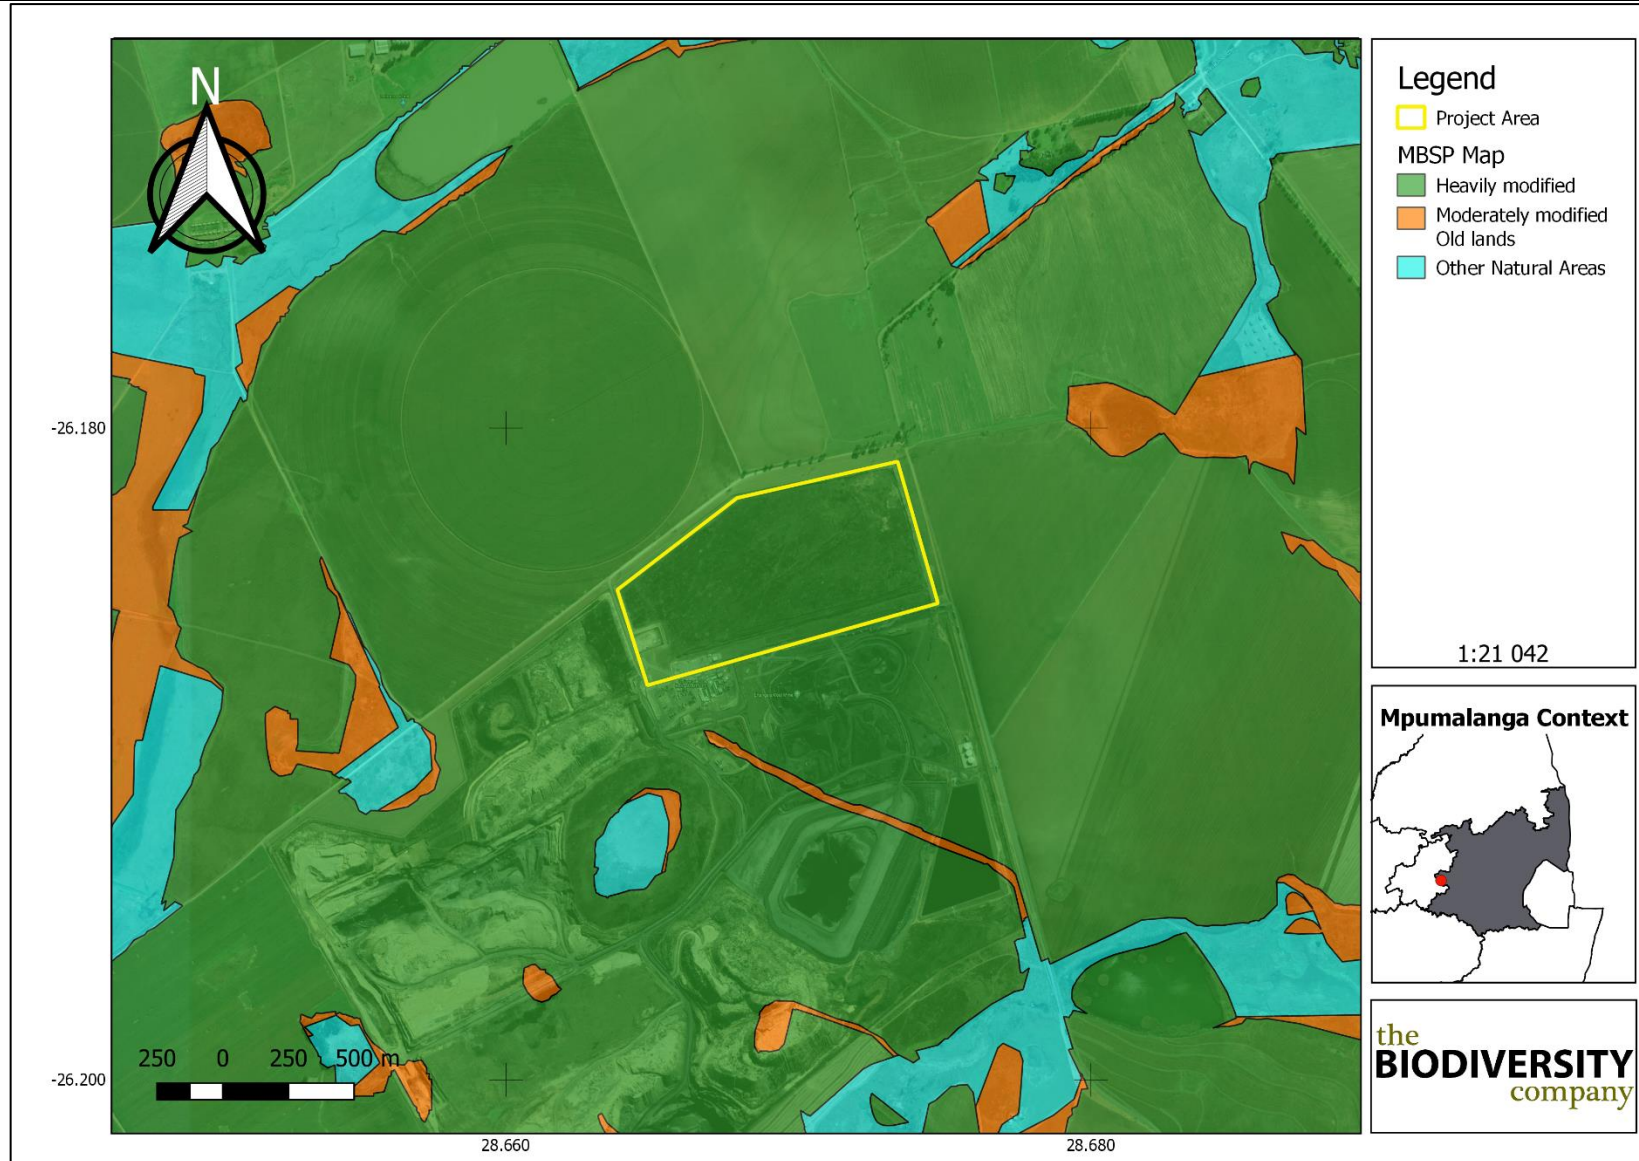 N
Legend
Project Area
MBSP Map
Heavily modified
Moderately modified
Old lands
Other Natural Areas
1:21 042
-26.180
-26.200
250 0 250 500 m
28.660 28.680
Mpumalanga Context
the
BIODIVERSITY
company